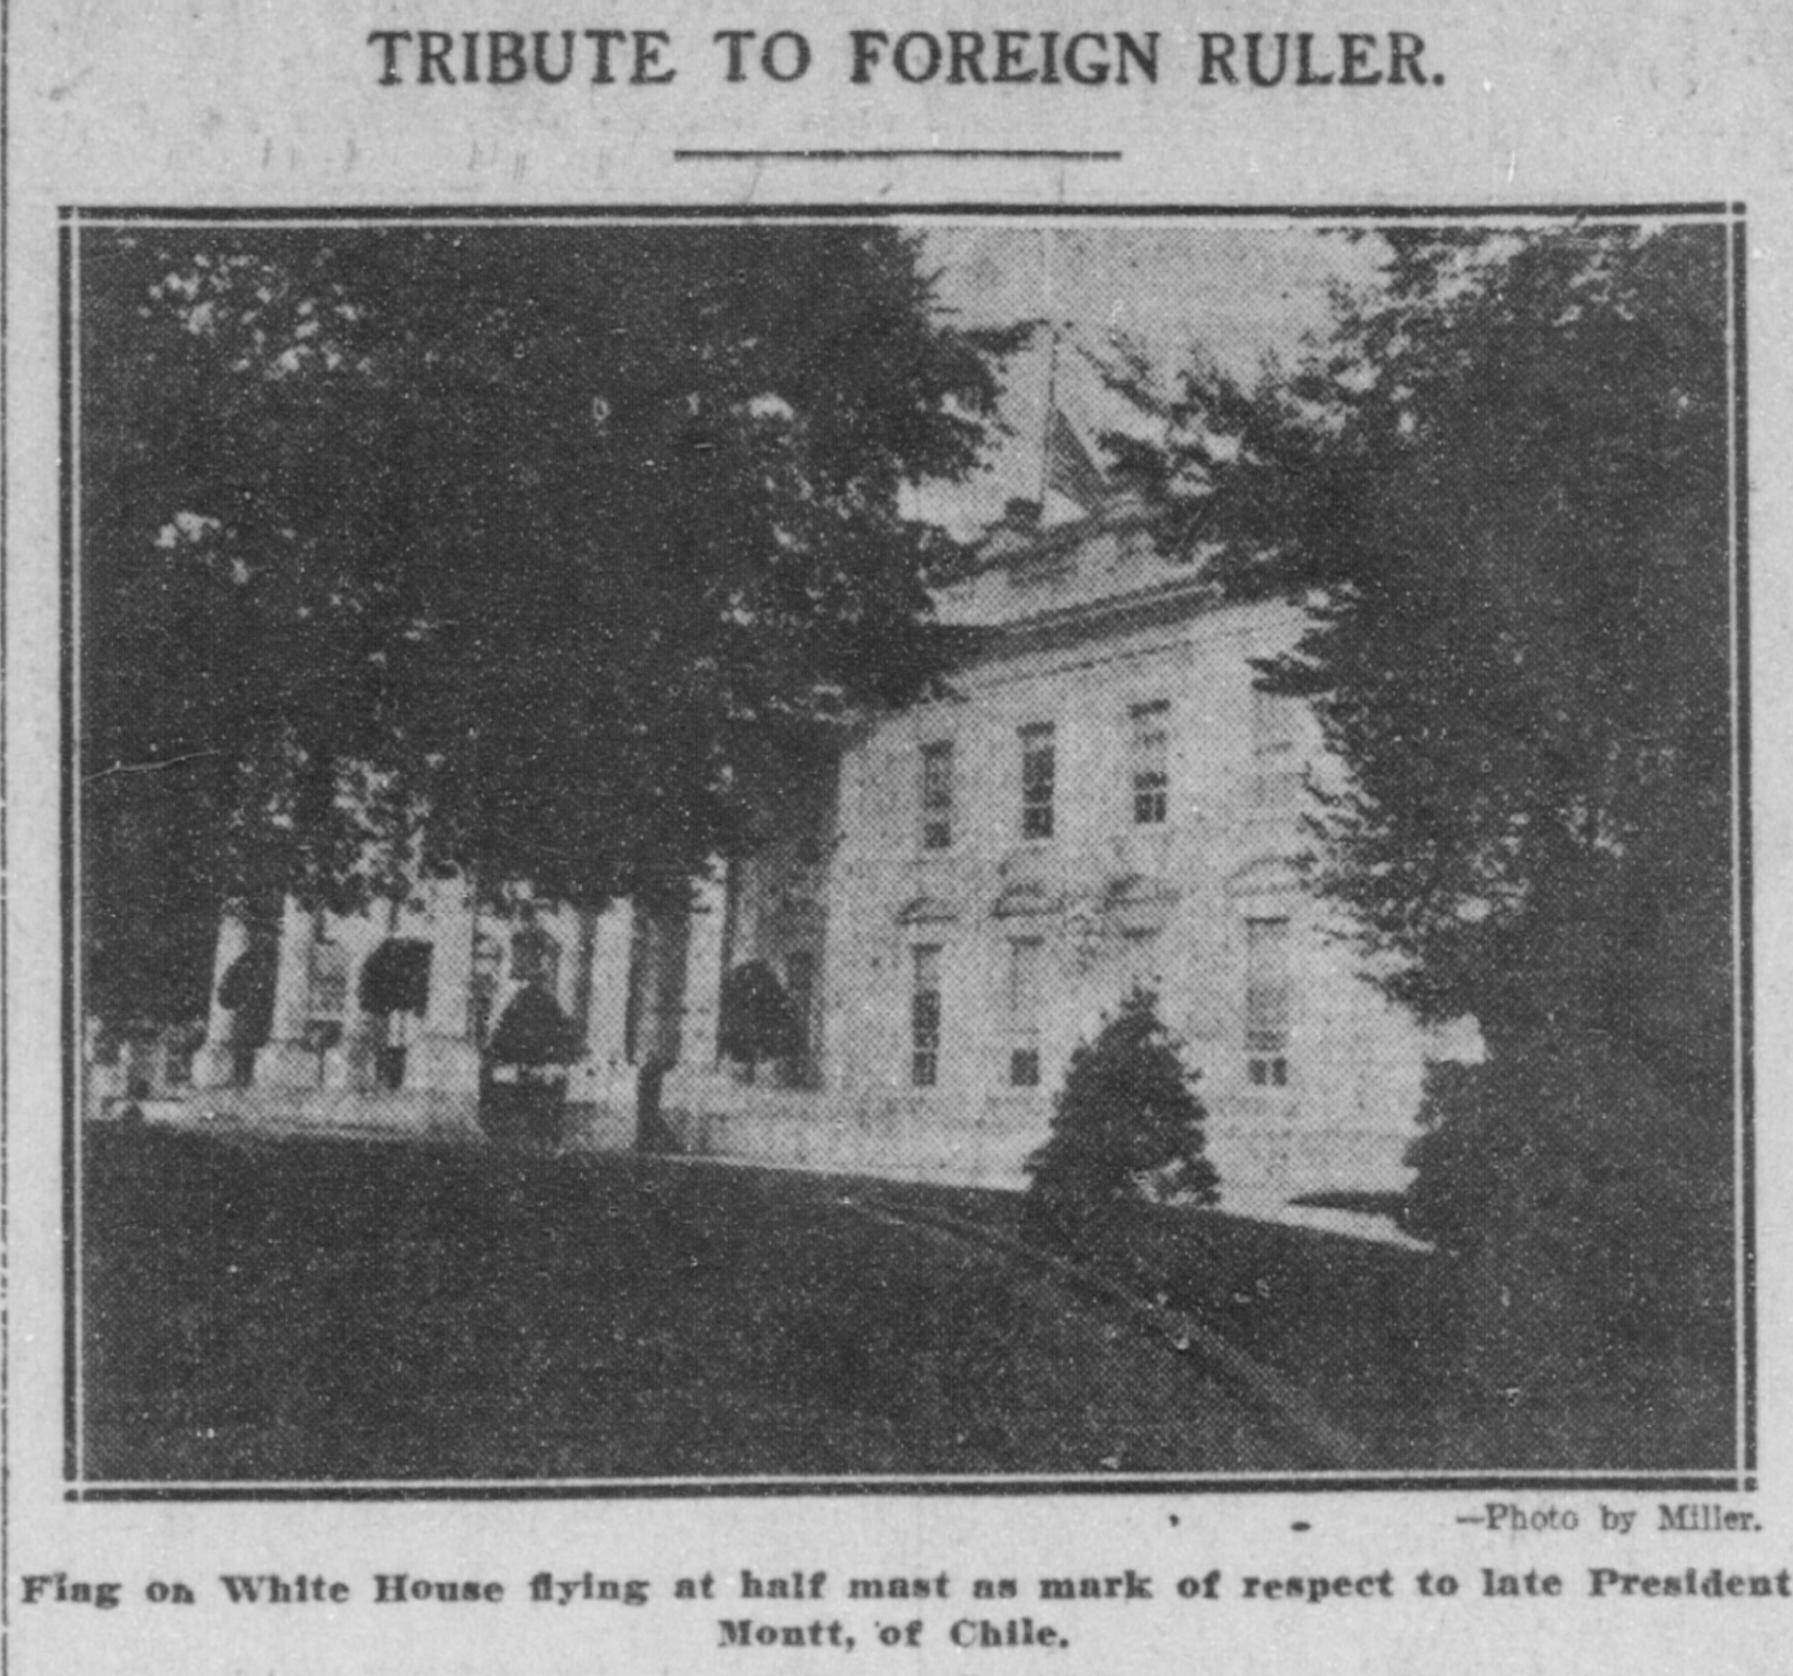 TRIBUTE TO FOREIGN RULER.
—Photo by Miller.
Flag on White House flying at half mast as mark of respect to late President
Montt, of Chile.